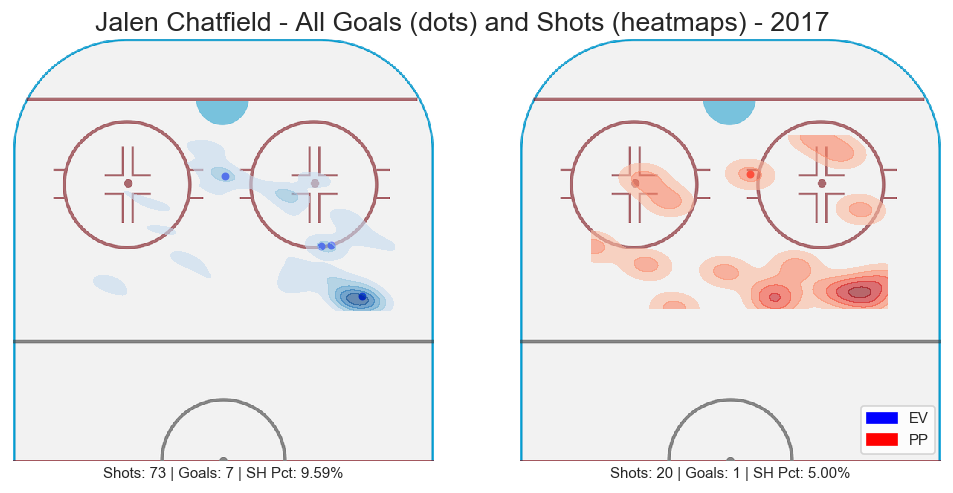 Jalen Chatfield - All Goals (dots) and Shots (heatmaps) - 2017
EV
PP
Shots: 73 | Goals: 7 | SH Pct: 9.59%
Shots: 20 | Goals: 1 | SH Pct: 5.00%